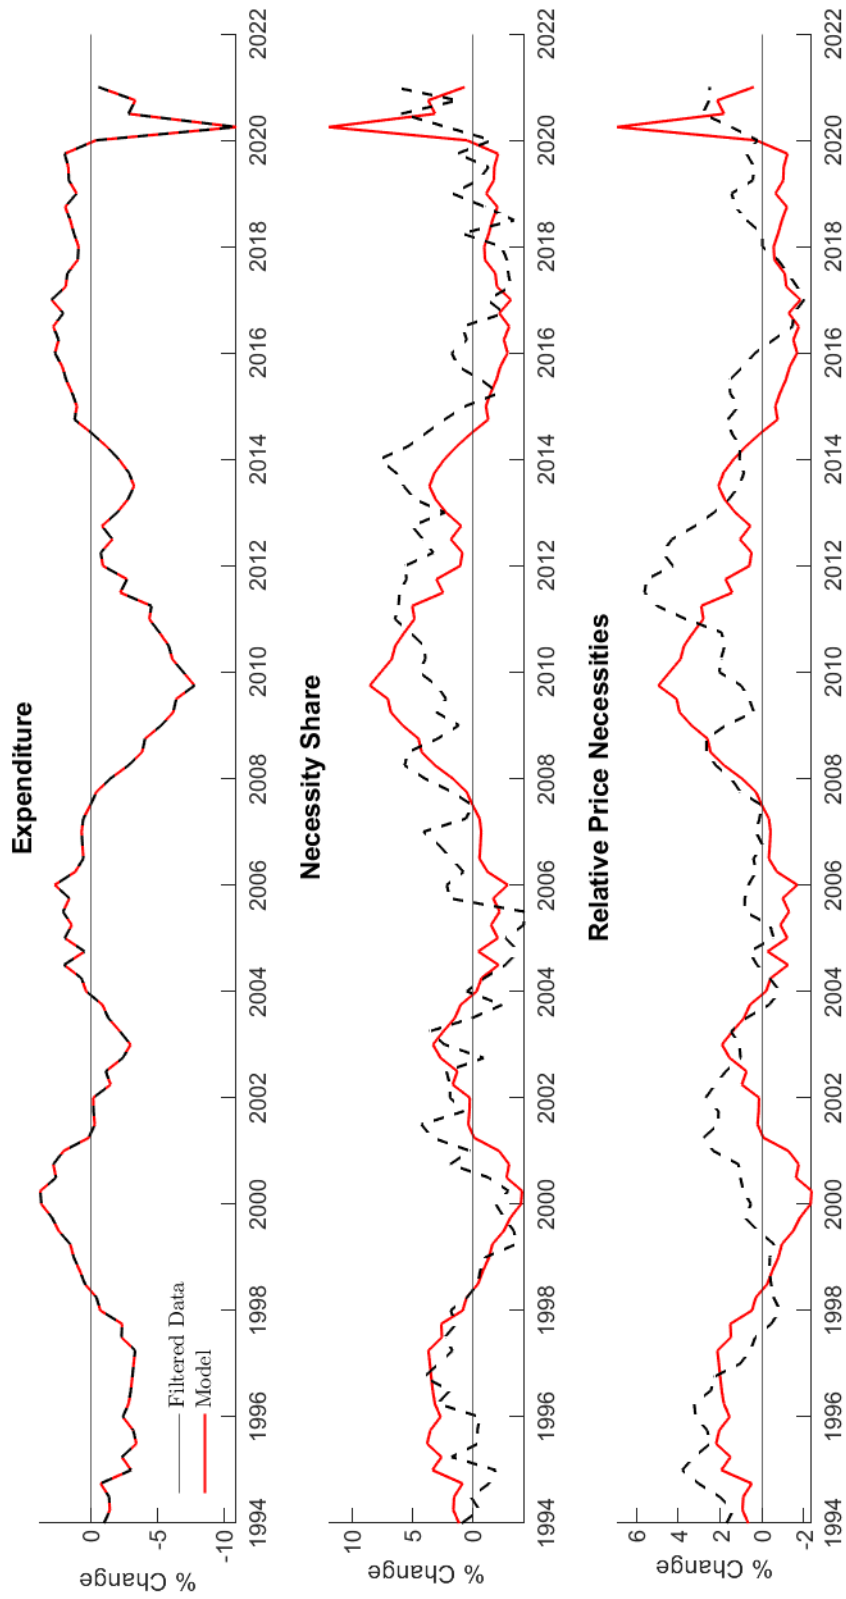 Expenditure
0
-5
-10
% Change
Filtered Data
Model
1994 1996 1998 2000 2002 2004 2006 2008 2010 2012 2014 2016 2018 2020 2022
Necessity Share
10
5
0
% Change
1994 1996 1998 2000 2002 2004 2006 2008 2010 2012 2014 2016 2018 2020 2022
Relative Price Necessities
6
4
2
0
-2
% Change
1994 1996 1998 2000 2002 2004 2006 2008 2010 2012 2014 2016 2018 2020 2022